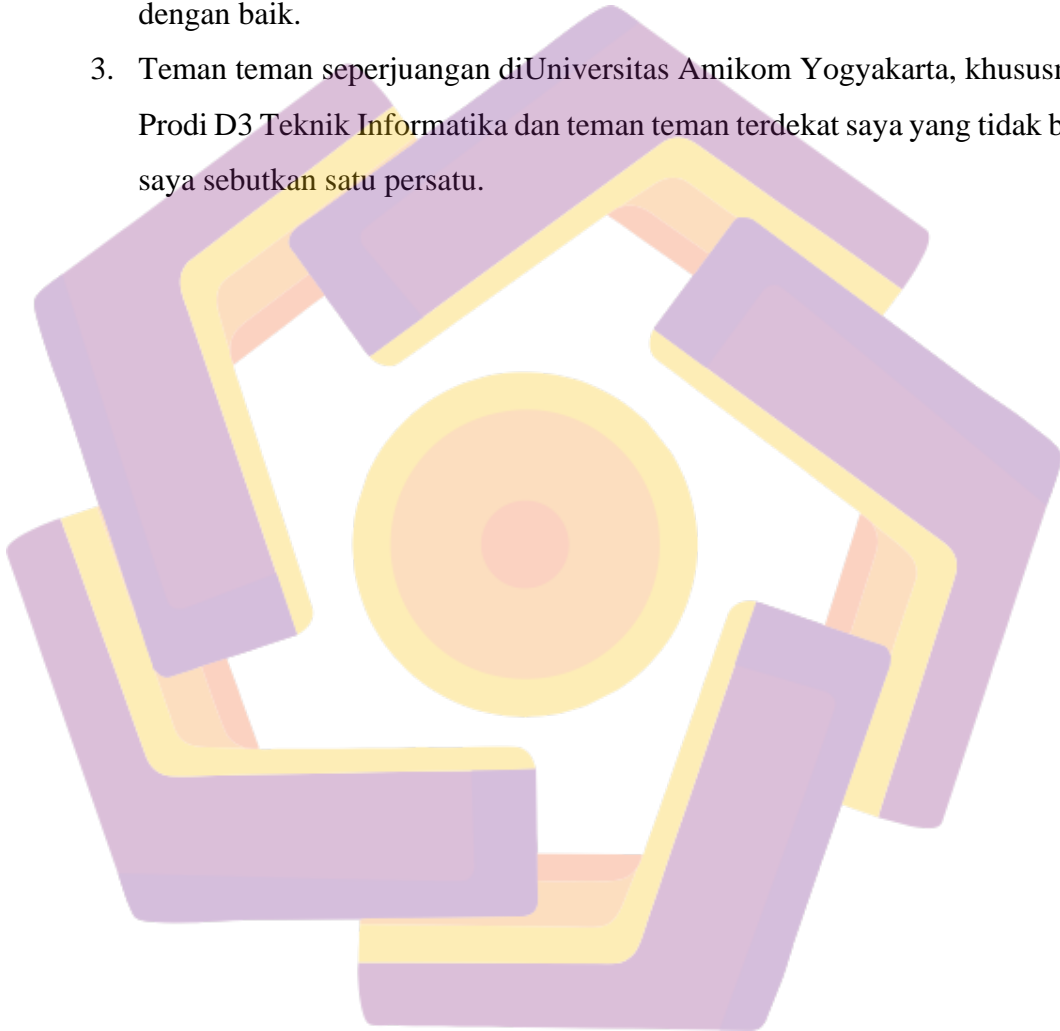 dengan baik.
3. Teman teman seperjuangan diUniversitas Amikom Yogyakarta,
Prodi D3 Teknik Informatika dan teman teman terdekat saya yang tidak
saya sebutkan satu persatu.